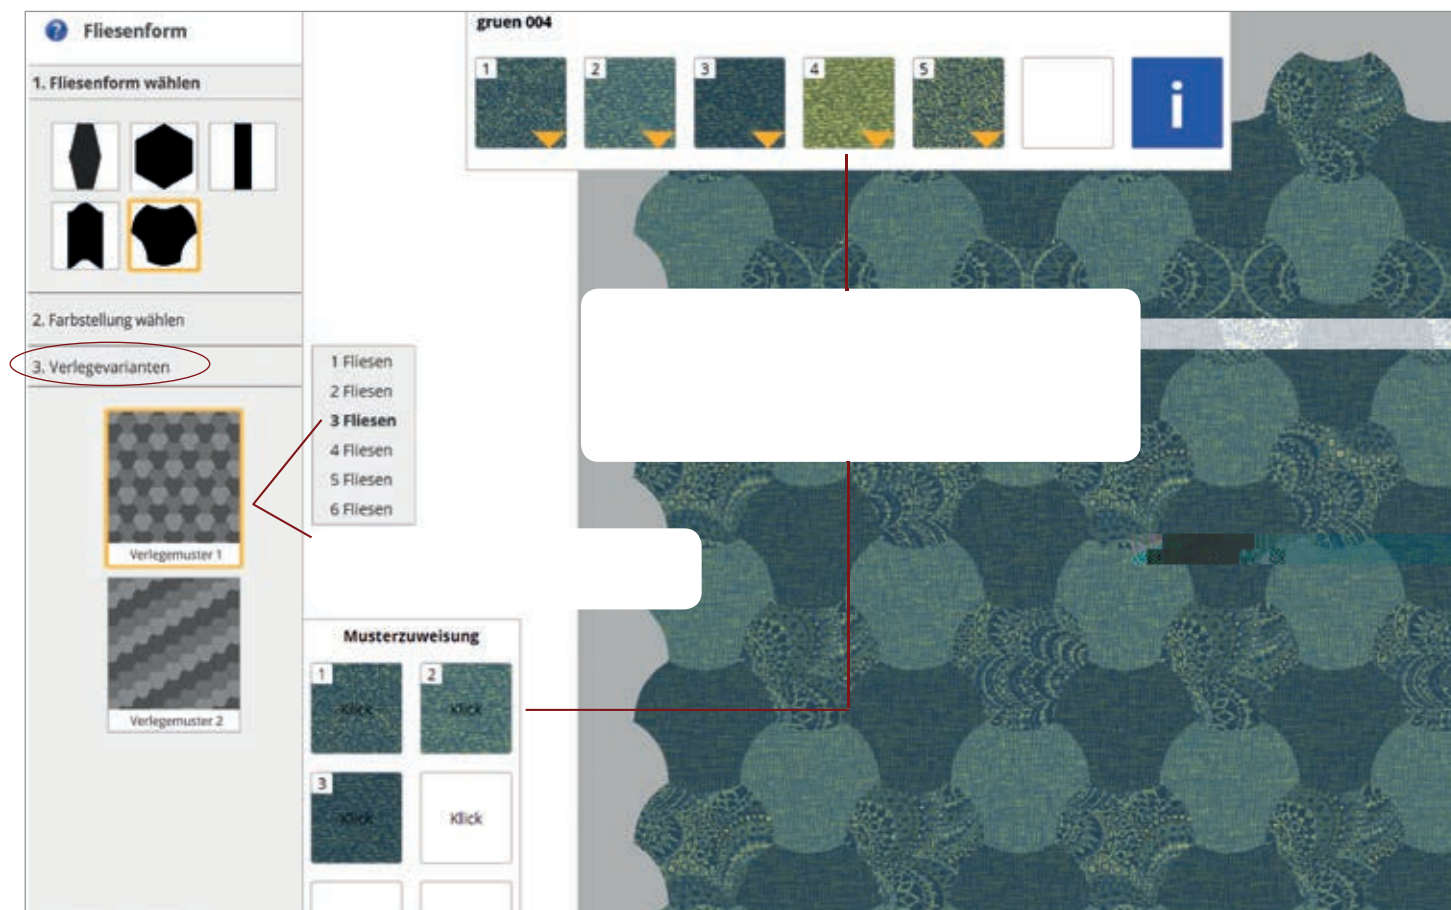 Fliesenform
1. Fliesenform wählen
2. Farbstellung wählen
3. Verlegevarianten
Verlegemuster 1
Verlegemuster 2
1 Fliesen
2 Fliesen
3 Fliesen
4 Fliesen
5 Fliesen
6 Fliesen
gruen 004
1
2
3
4
5
i
Musterzuweisung
1
Klick
2
Klick
3
Klick
Klick